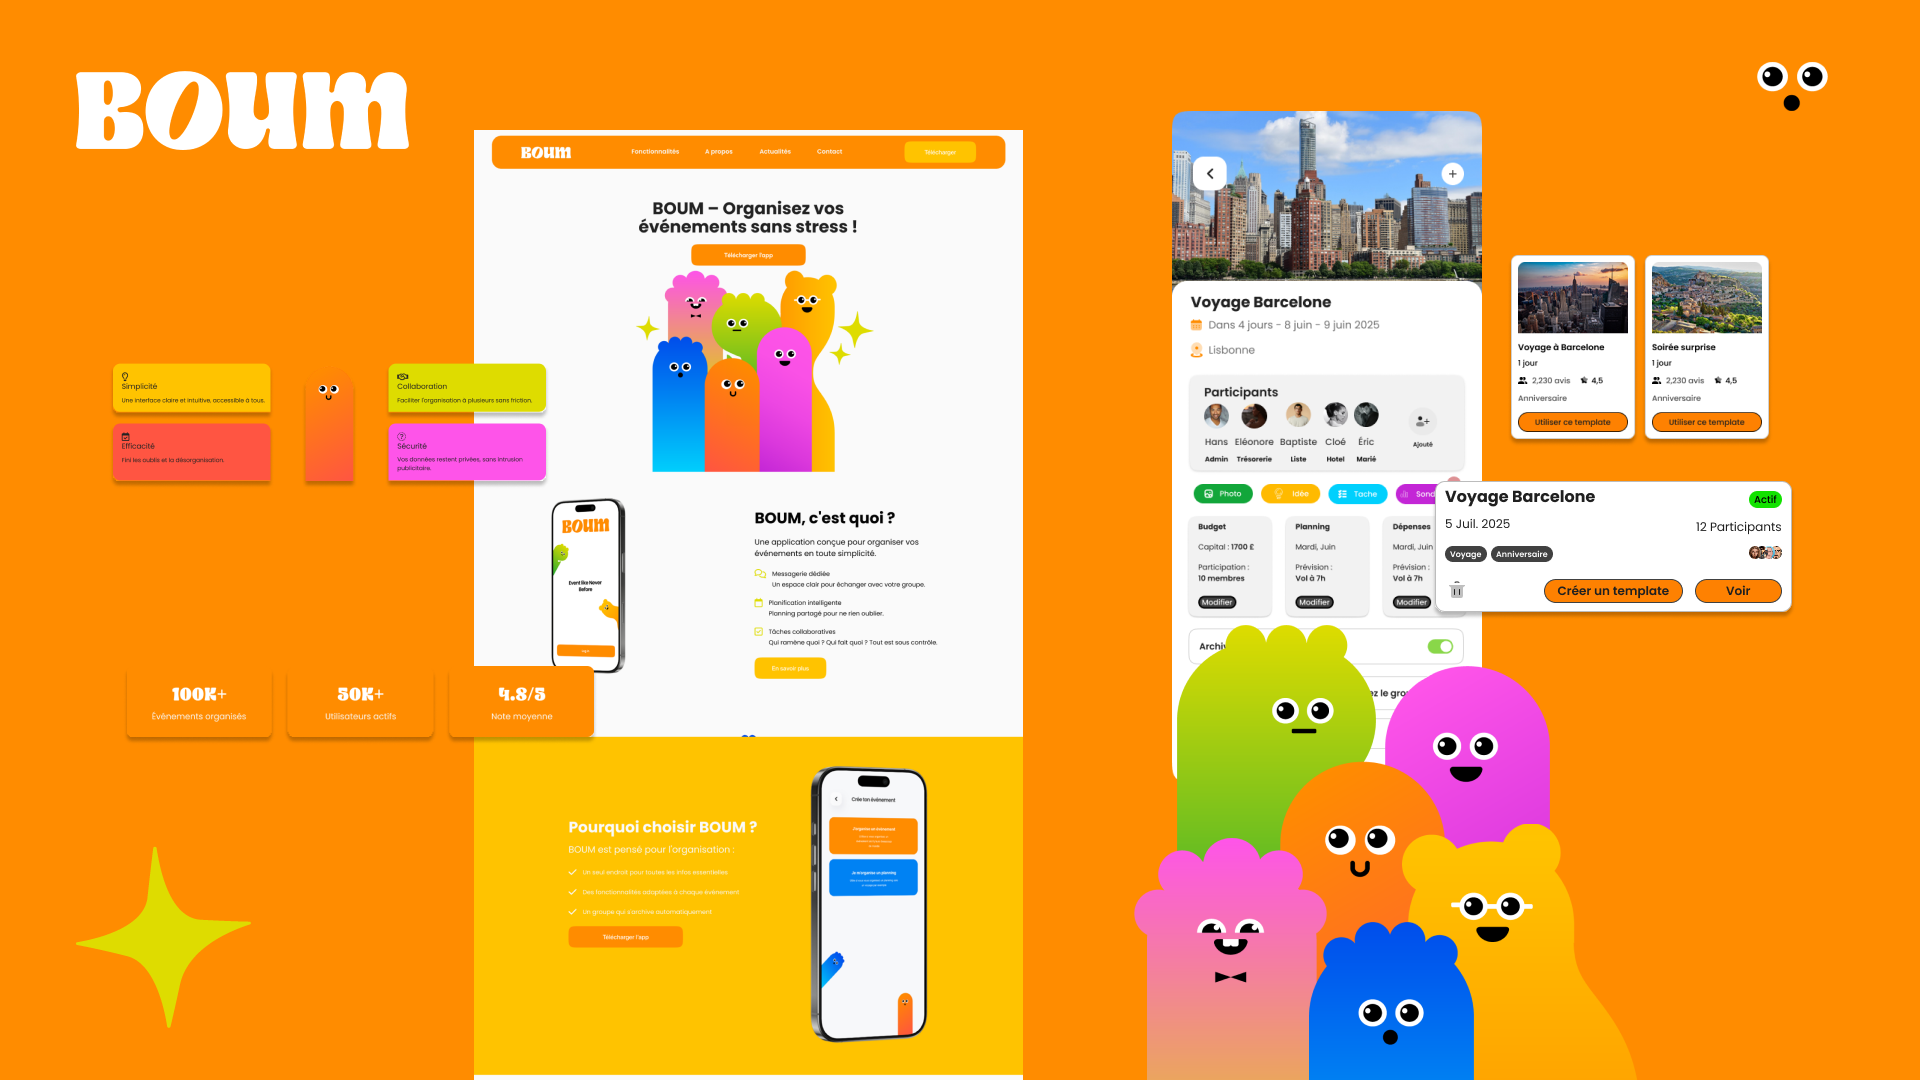 BOUM
BOUM
Fonctionnalités
A propos
Actualités
Contact
Télécharger
BOUM – Organisez vos
événements sans stress !
Télécharger l'app
Simplicité
Une interface claire et intuitive, accessible à tous.
Collaboration
Faciliter l'organisation à plusieurs sans friction.
Efficacité
Fini les oublis et la désorganisation.
Sécurité
Vos données restent privées, sans intrusion
publicitaire.
BOUM
Event like Never
Before
BOUM, c'est quoi ?
Une application conçue pour organiser vos
événements en toute simplicité.
Messagerie dédiée
Un espace clair pour échanger avec votre groupe.
Planification intelligente
Planning partagé pour ne rien oublier.
Tâches collaboratives
Qui ramène quoi ? Qui fait quoi ? Tout est sous contrôle.
En savoir plus
100K+
Événements organisés
50K+
Utilisateurs actifs
4.8/5
Note moyenne
Pourquoi choisir BOUM ?
BOUM est pensé pour l'organisation :
Un seul endroit pour toutes les infos essentielles
Des fonctionnalités adaptées à chaque événement
Un groupe qui s'archive automatiquement
Télécharger l'app
Crée ton événement
J'organise un événement
Je m'organise un planning
Voyage Barcelone
Dans 4 jours - 8 juin - 9 juin 2025
Lisbonne
Participants
Hans
Eléonore
Baptiste
Cloé
Éric
Ajouté
Admin
Trésorerie
Liste
Hotel
Marié
Photo
Idée
Tache
Sond
Budget
Capital : 1700 £
Participation :
10 membres
Modifier
Planning
Mardi, Juin
Prévision :
Vol à 7h
Modifier
Dépenses
Mardi, Juin
Prévision :
Vol à 7h
Modifier
Archi
ez le gro
Voyage à Barcelone
1 jour
2,230 avis
4,5
Anniversaire
Utiliser ce template
Soirée surprise
1 jour
2,230 avis
4,5
Anniversaire
Utiliser ce template
Voyage Barcelone
Actif
5 Juil. 2025
12 Participants
Voyage
Anniversaire
Créer un template
Voir